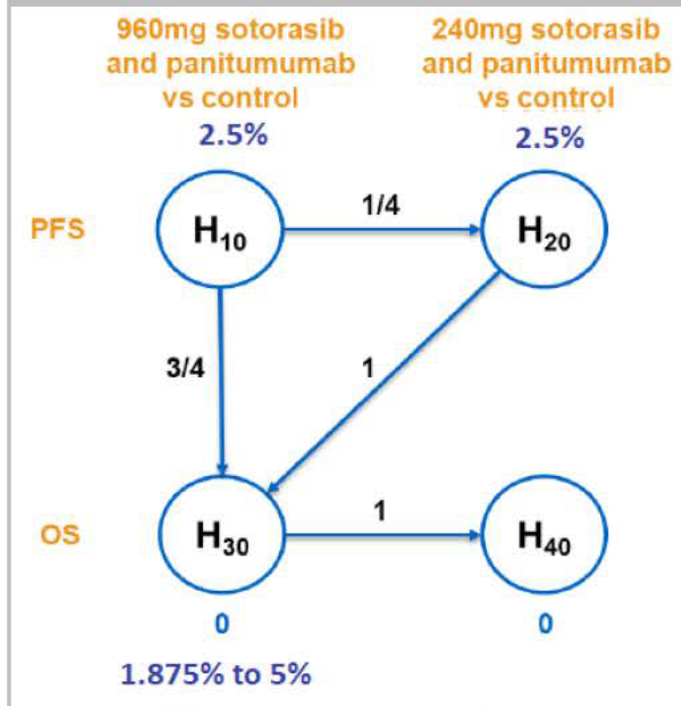 960mg sotorasib
and panitumumab
vs control
2.5%
240mg sotorasib
and panitumumab
vs control
2.5%
PFS
H10
1/4
H20
3/4
1
OS
H30
1
H40
0
0
1.875% to 5%